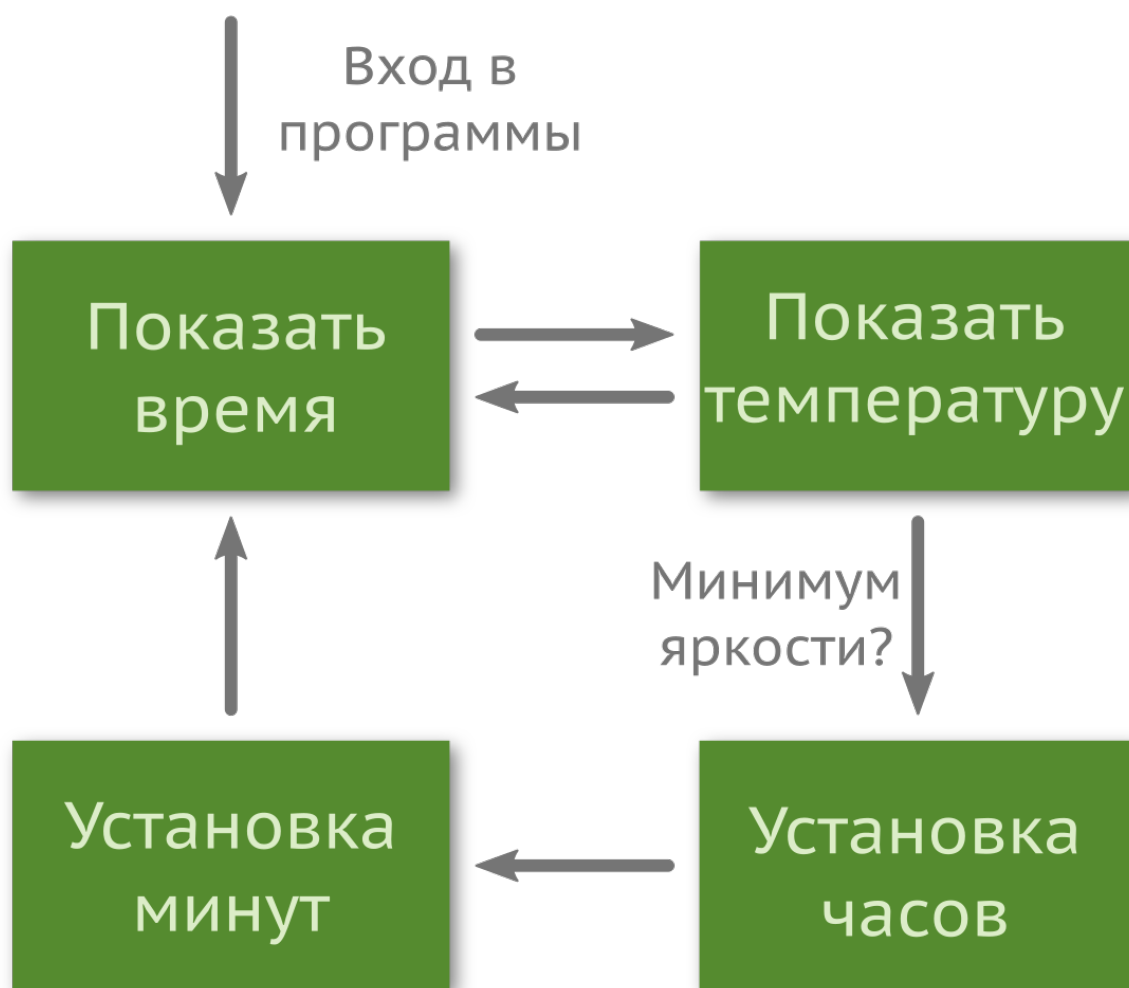 Вход в
программы
Показать
время
Показать
температуру
Минимум
яркости?
Установка
минут
Установка
часов